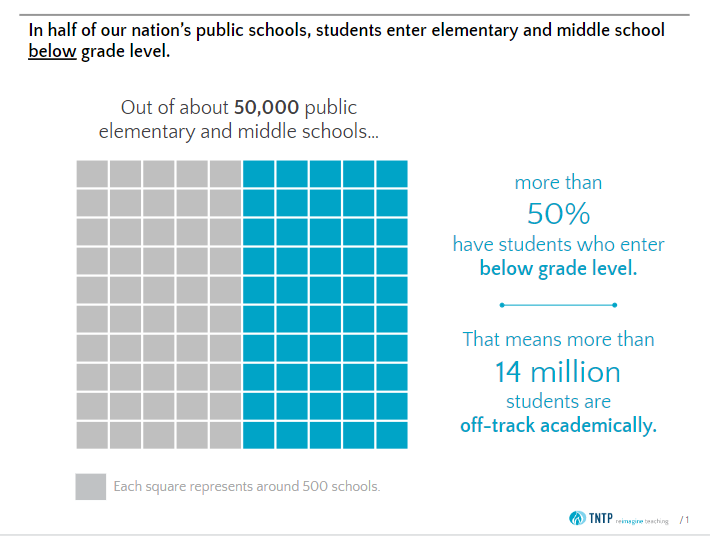 In half of our nation's public schools, students enter elementary and middle school
below grade level.
Out of about 50,000 public
elementary and middle schools...
more than
50%
have students who enter
below grade level.
That means more than
14 million
students are
off-track academically.
Each square represents around 500 schools.
TNTP reimagine teaching / 1